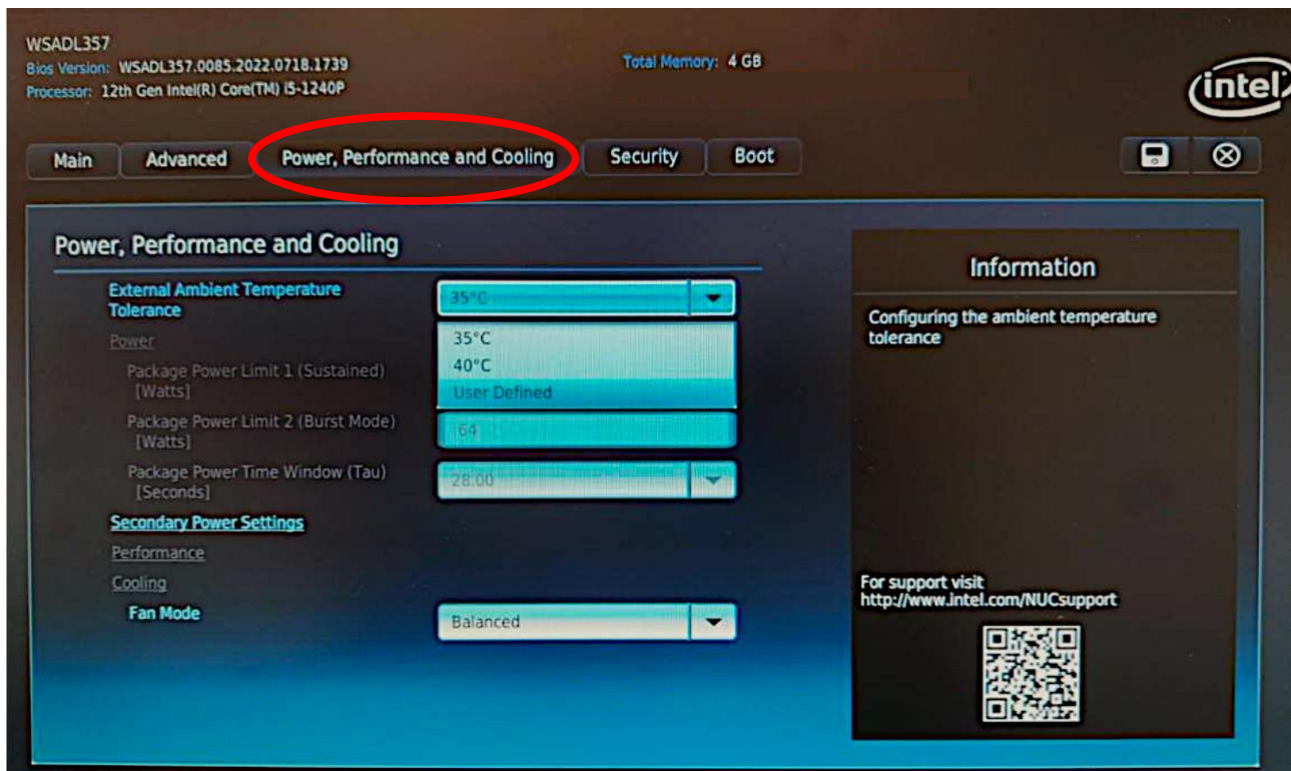 WSADL357
Bios Version: WSADL357.0085.2022.0718.1739
Total Memory: 4 GB
Processor: 12th Gen Intel(R) Core(TM) i5-1240P
intel
Main
Advanced
Power, Performance and Cooling
Security
Boot
Power, Performance and Cooling
External Ambient Temperature
Tolerance
35°C
35°C
40°C
User Defined
Power
Package Power Limit 1 (Sustained)
[Watts]
Package Power Limit 2 (Burst Mode)
[Watts]
64
Package Power Time Window (Tau)
[Seconds]
28.00
Secondary Power Settings
Performance
Cooling
Fan Mode
Balanced
Information
Configuring the ambient temperature
tolerance
For support visit
http://www.intel.com/NUCsupport